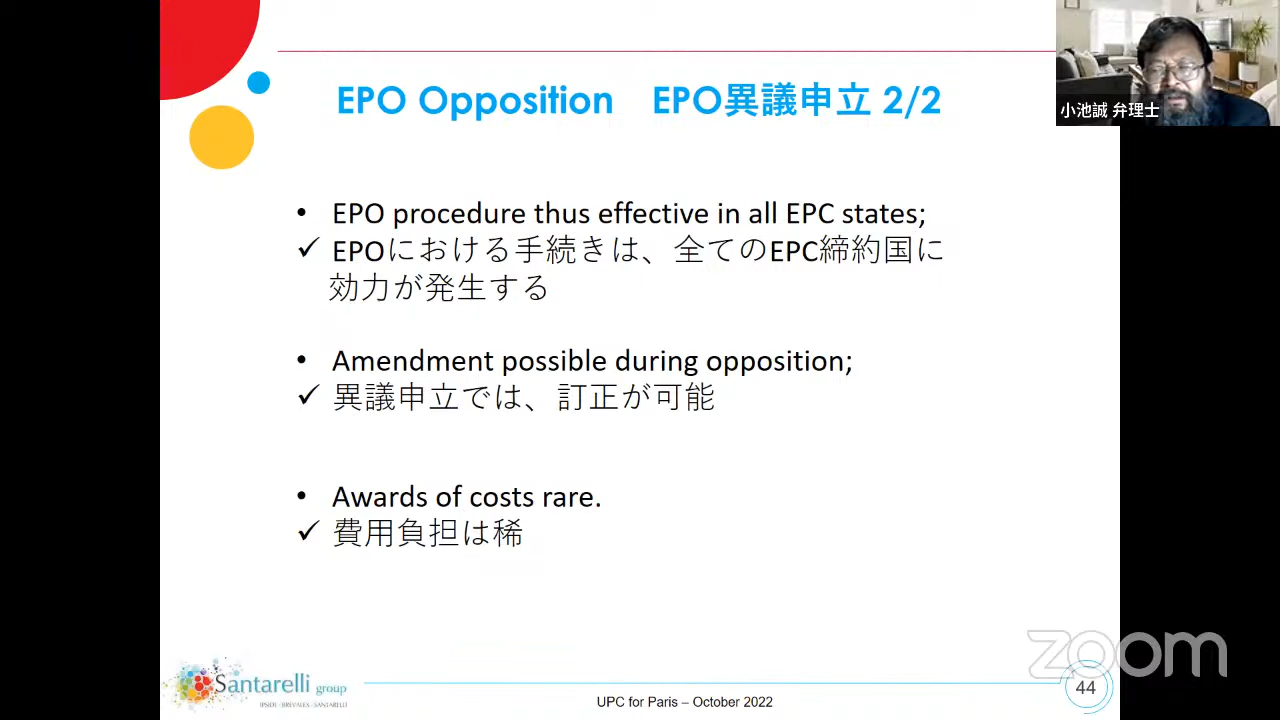 EPO Opposition　EPO異議申立 2/2
小池誠 弁理士
• EPO procedure thus effective in all EPC states;
✓ EPOにおける手続きは、全てのEPC締約国に
効力が発生する
• Amendment possible during opposition;
✓ 異議申立では、訂正が可能
• Awards of costs rare.
✓ 費用負担は稀
zoom
Santarelli group
IPSIDE - BREVALEX - SANTARELLI
UPC for Paris – October 2022
44